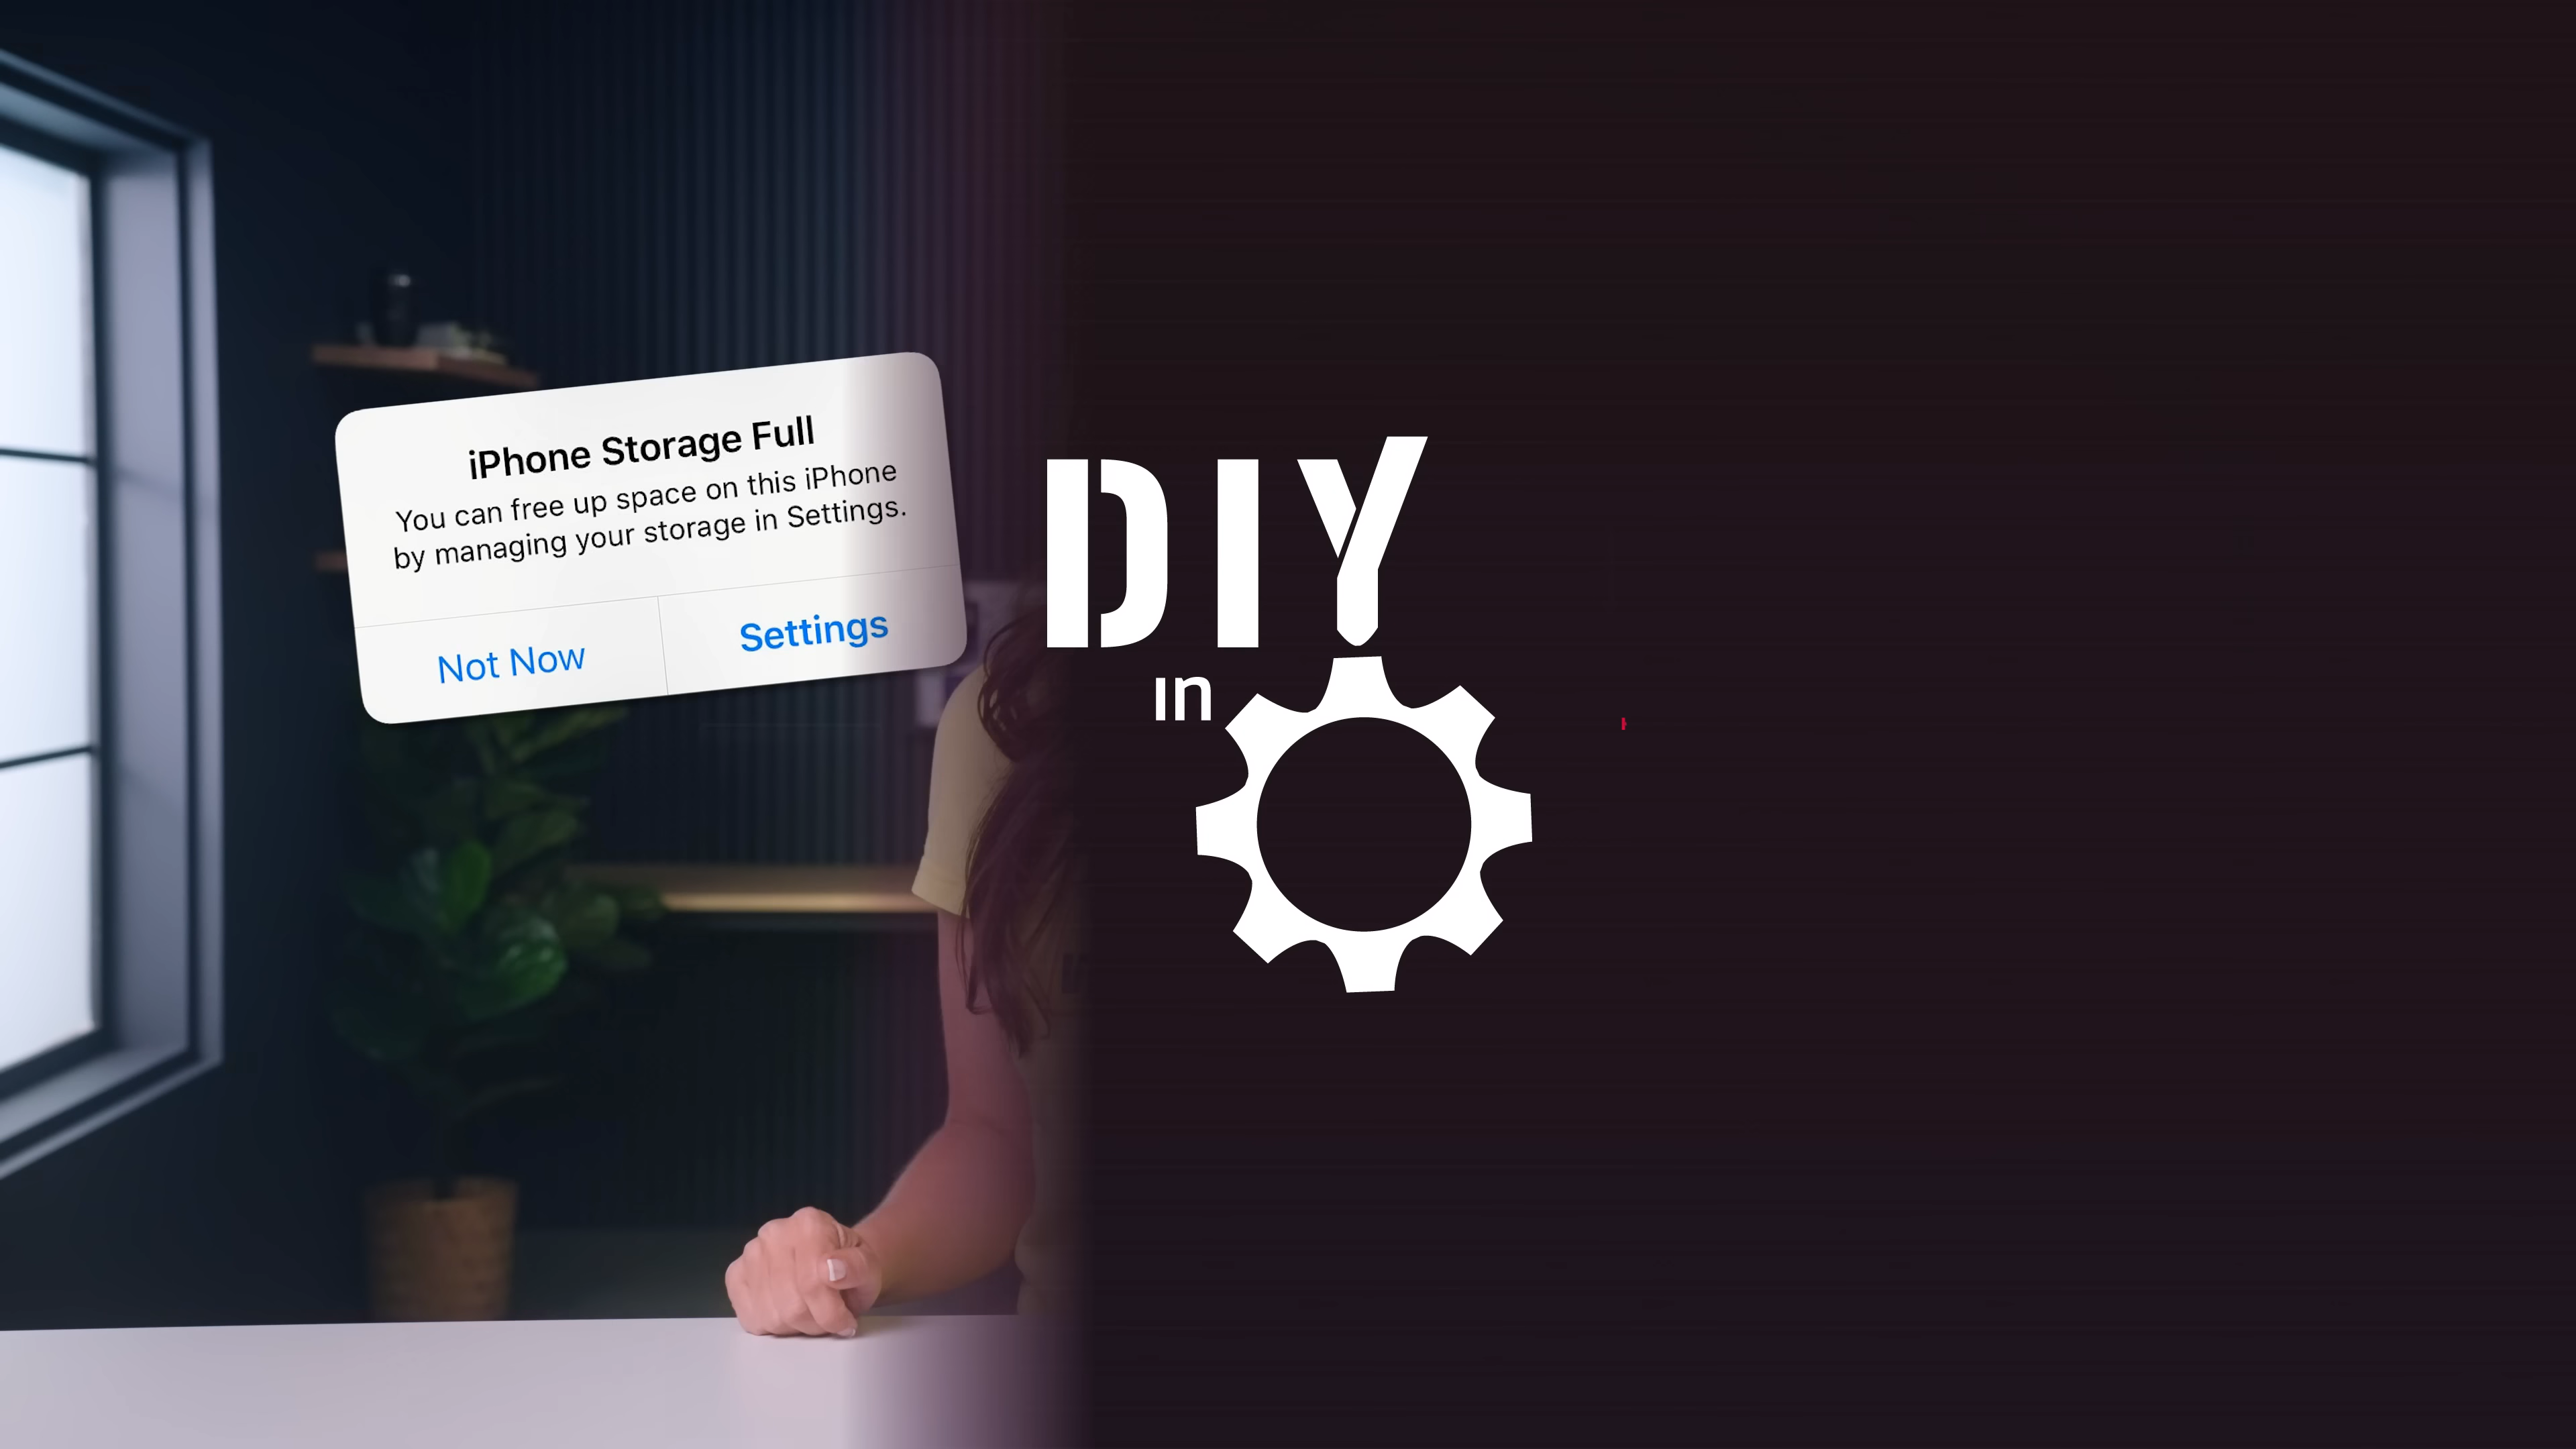 iPhone Storage Full
You can free up space on this iPhone
by managing your storage in Settings.
Not Now
Settings
DIY
in